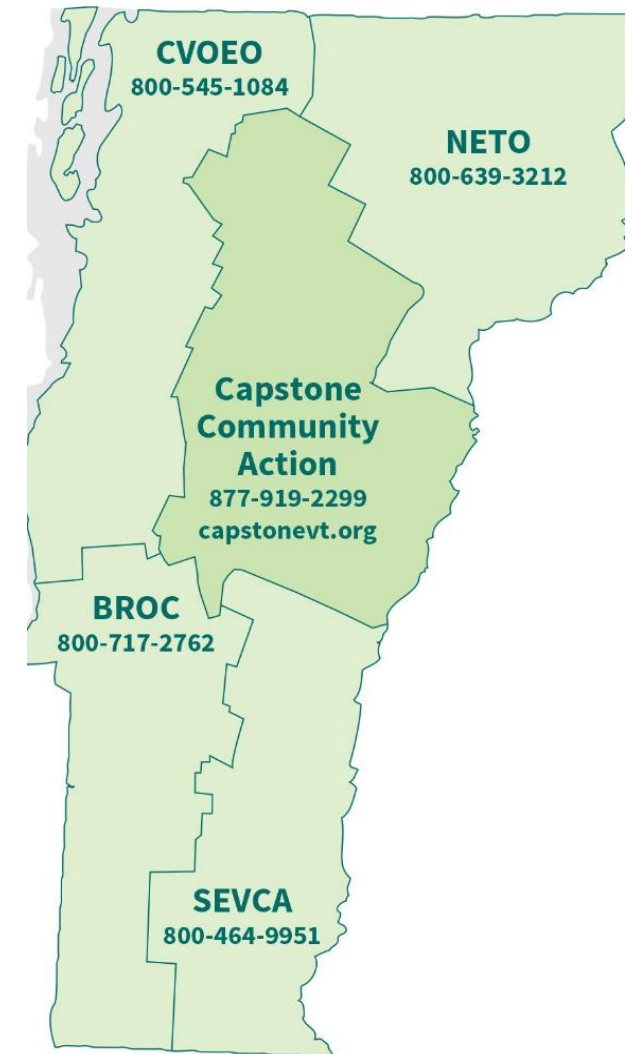 CVOEO
800-545-1084
NETO
800-639-3212
Capstone
Community
Action
877-919-2299
capstonevt.org
BROC
800-717-2762
SEVCA
800-464-9951